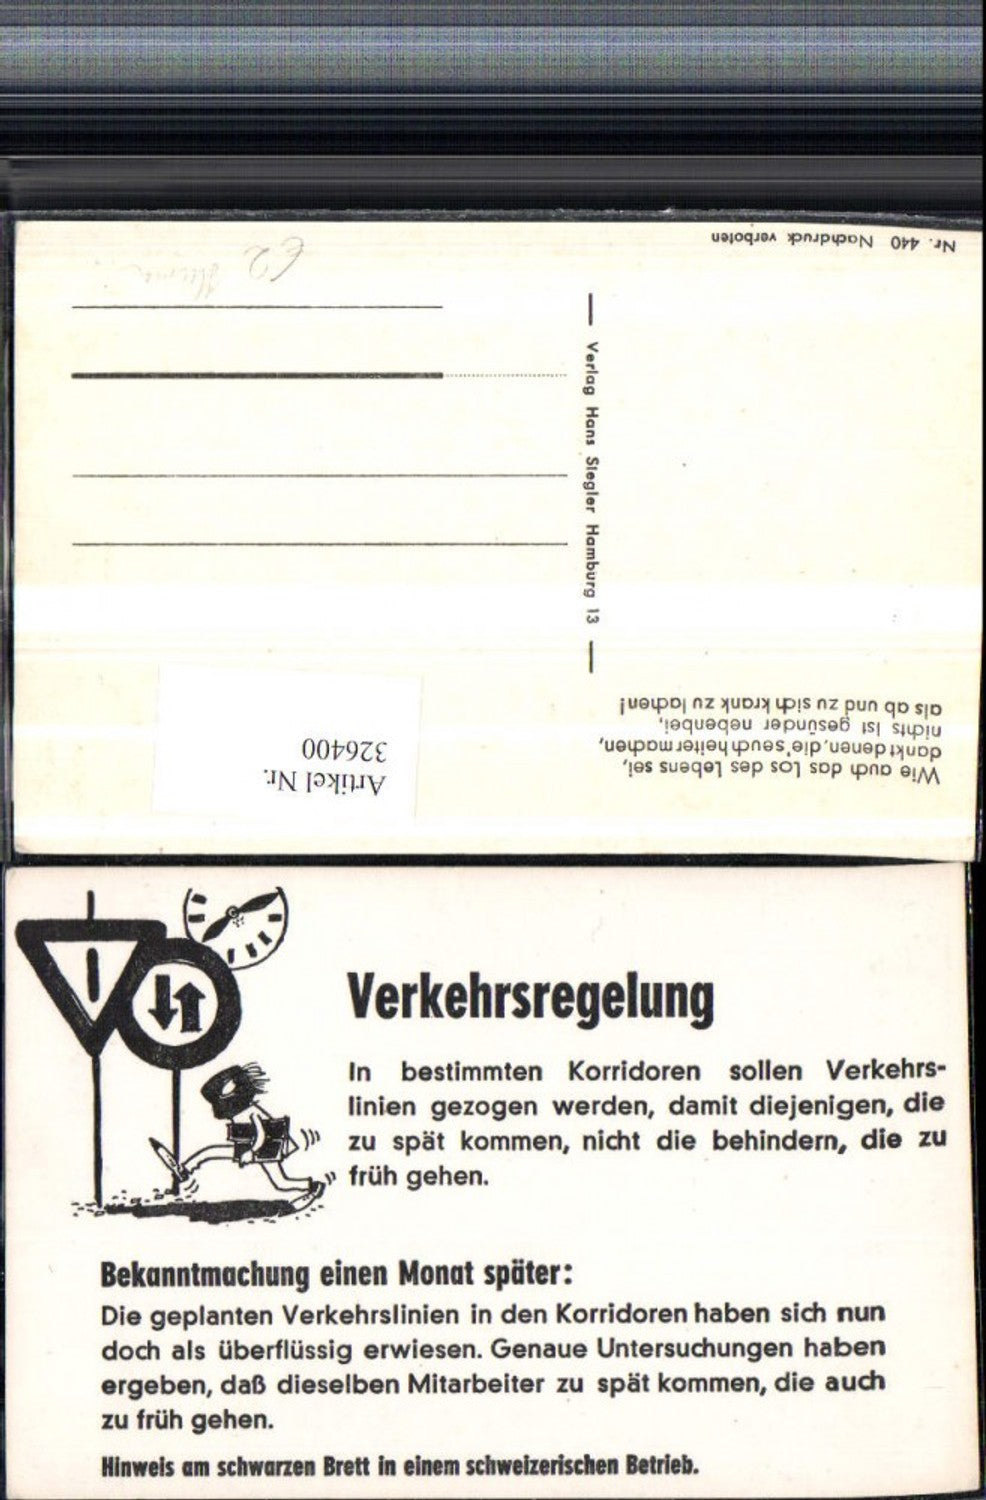 Nr. 440 Nachdruck verboten
€2
Verlag Hans Siegler Hamburg 13
Wie auch das Los des Lebens sei,
dankt denen, die's euch heiter machen,
nichts ist gesünder nebenbei,
als ab und zu sich krank zu lachen!
Artikel Nr.
326400
Verkehrsregelung
In bestimmten Korridoren sollen Verkehrs-
linien gezogen werden, damit diejenigen, die
zu spät kommen, nicht die behindern, die zu
früh gehen.
Bekanntmachung einen Monat später:
Die geplanten Verkehrslinien in den Korridoren haben sich nun
doch als überflüssig erwiesen. Genaue Untersuchungen haben
ergeben, daß dieselben Mitarbeiter zu spät kommen, die auch
zu früh gehen.
Hinweis am schwarzen Brett in einem schweizerischen Betrieb.